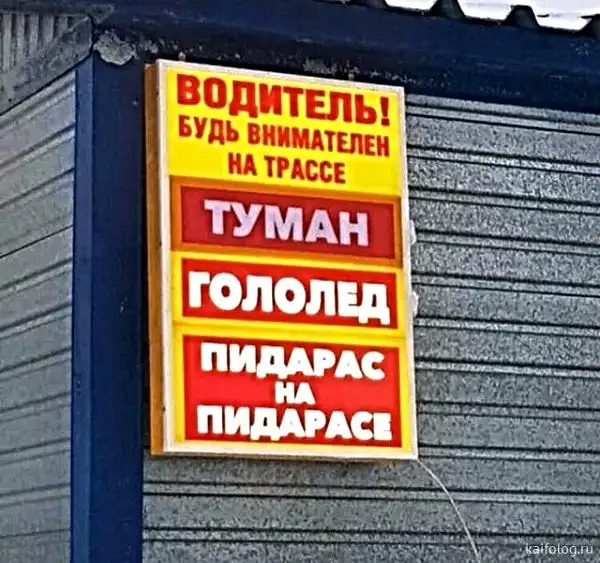 ВОДИТЕЛЬ!
БУДЬ ВНИМАТЕЛЕН
НА ТРАССЕ
ТУМАН
ГОЛОЛЕД
ПИДАРАС
НА
ПИДАРАСЕ
kaifolog.ru